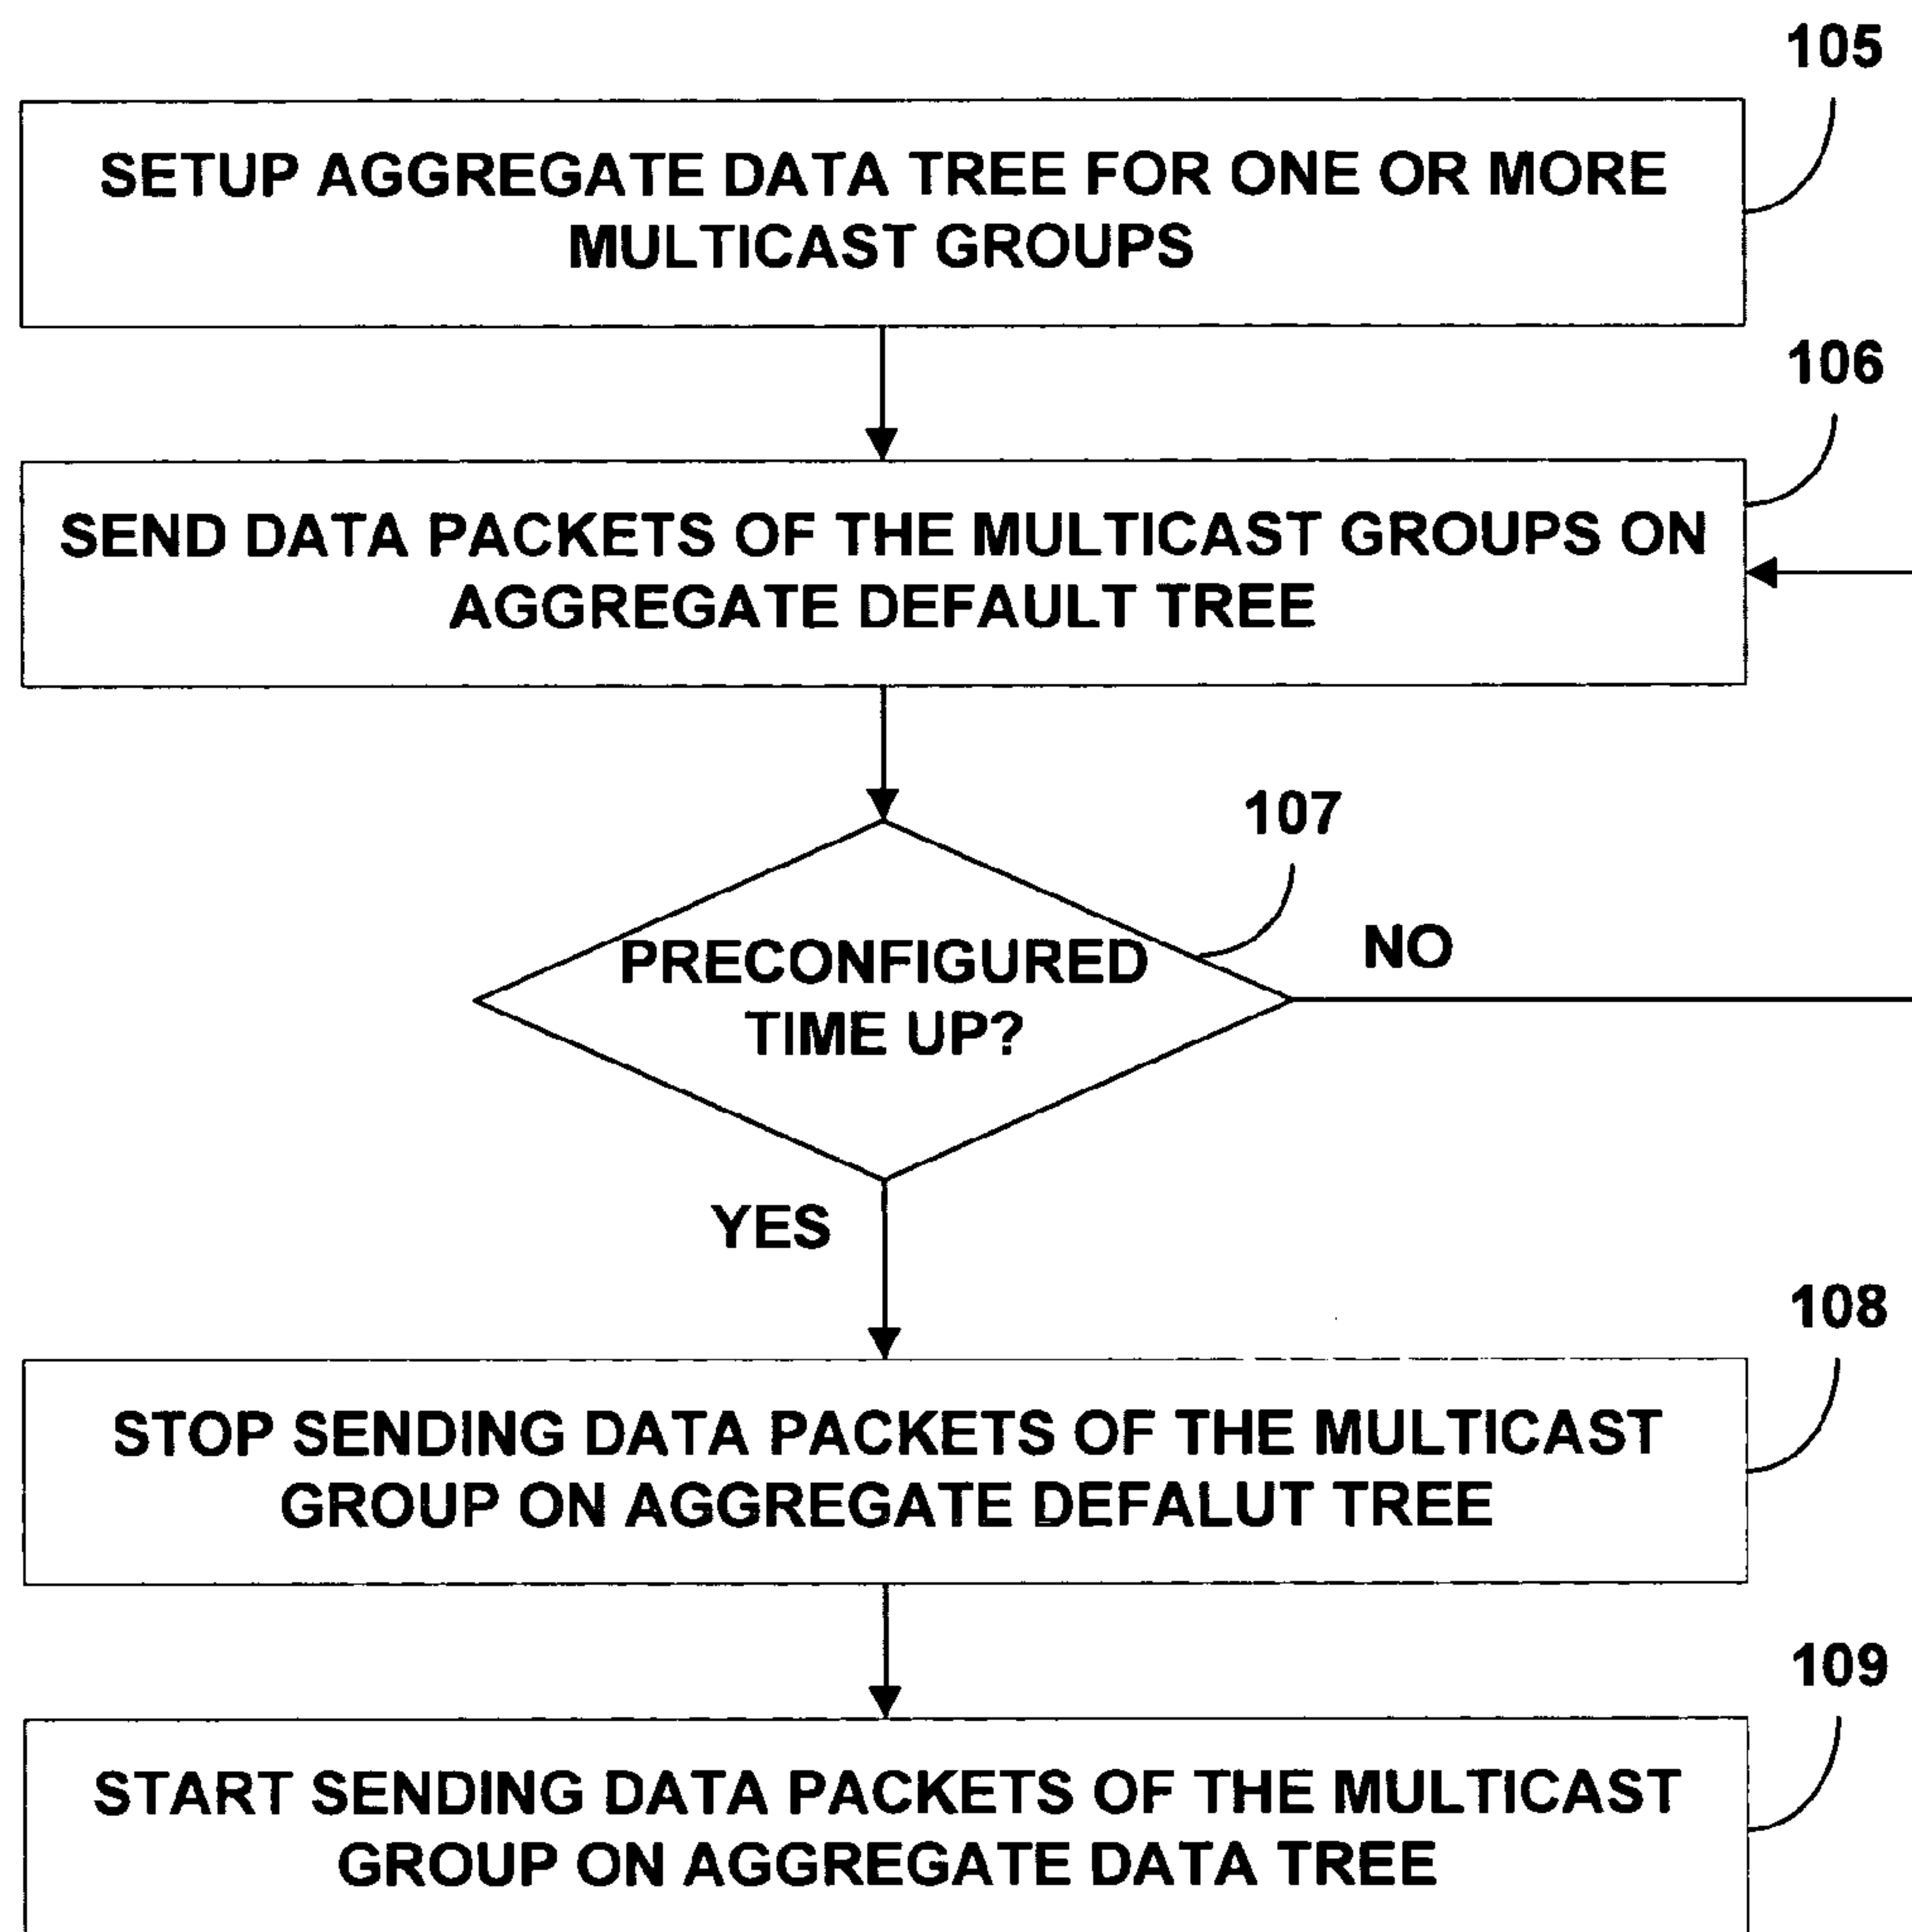 105
SETUP AGGREGATE DATA TREE FOR ONE OR MORE
MULTICAST GROUPS
106
SEND DATA PACKETS OF THE MULTICAST GROUPS ON
AGGREGATE DEFAULT TREE
107
PRECONFIGURED
TIME UP?
NO
YES
108
STOP SENDING DATA PACKETS OF THE MULTICAST
GROUP ON AGGREGATE DEFALUT TREE
109
START SENDING DATA PACKETS OF THE MULTICAST
GROUP ON AGGREGATE DATA TREE